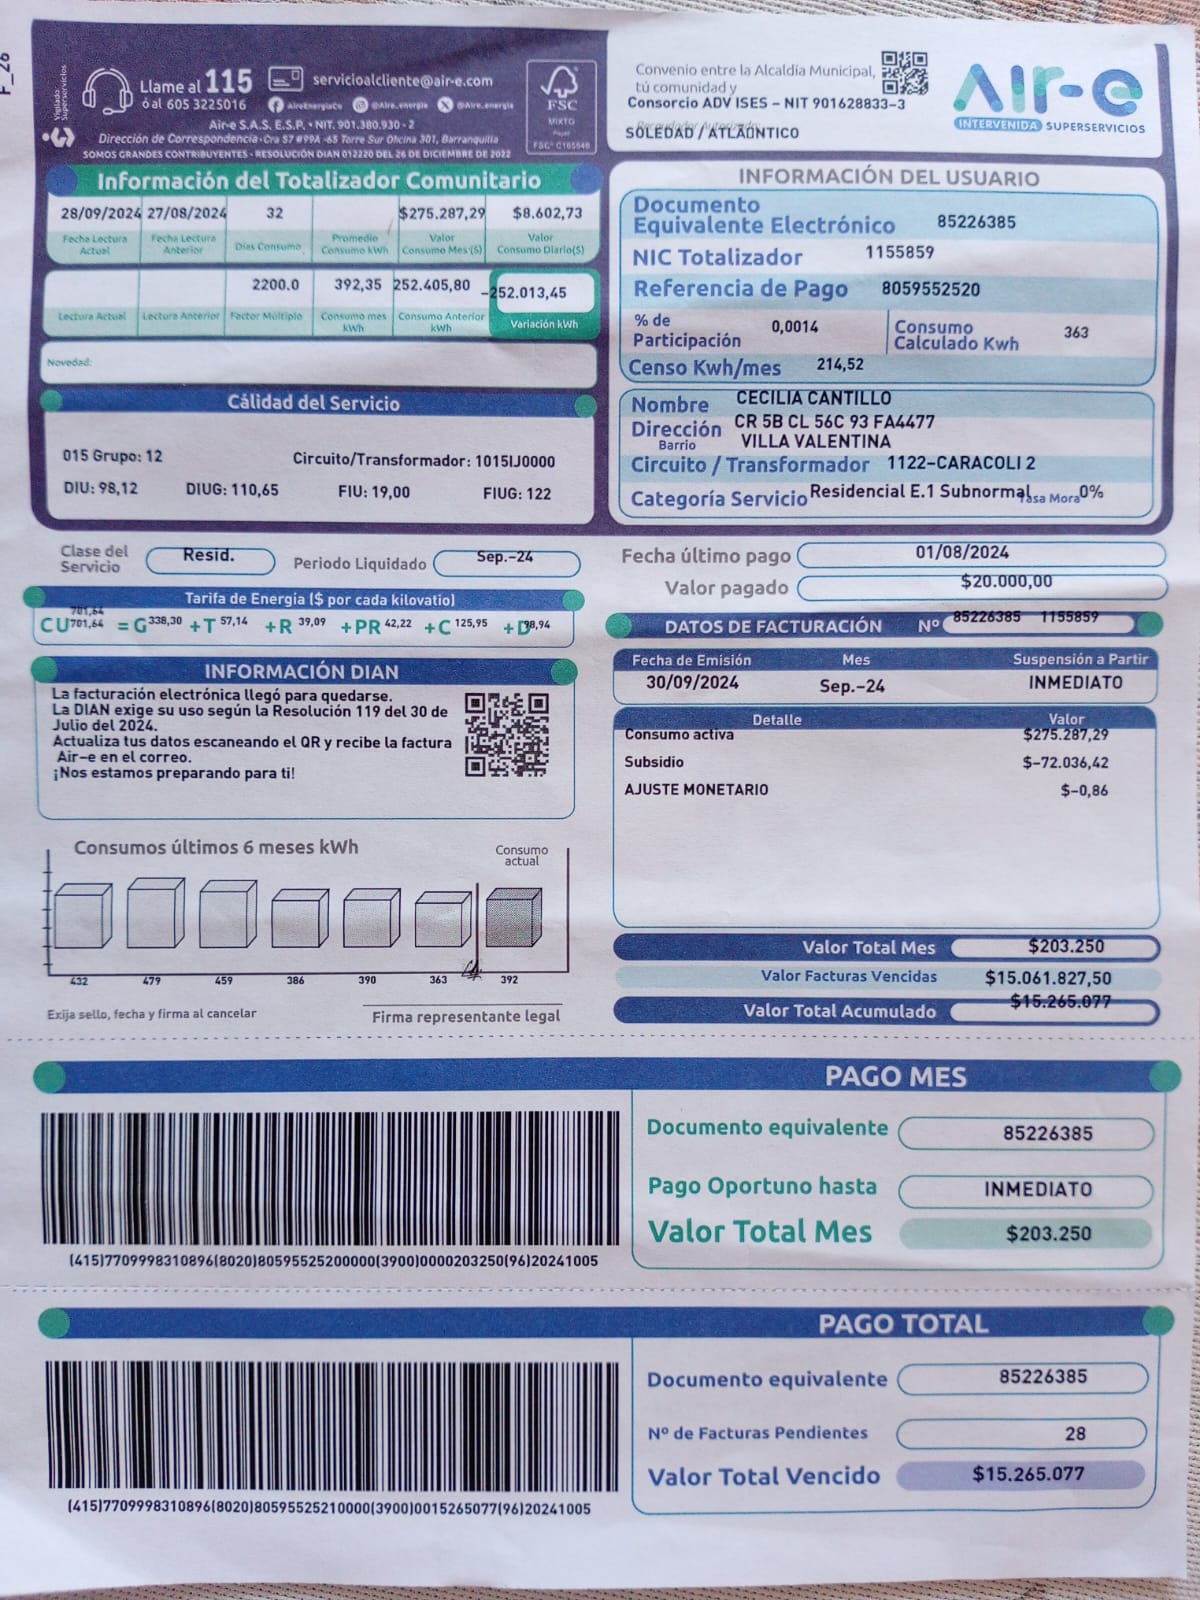 F_26
Vigilado
Superservicios
Llame al 115
ó al 605 3225016
servicioalcliente@air-e.com
AireEnergiaCo @Aire.energia @Aire_energia
Air-e S.A.S. E.S.P. • NIT. 901.380.930 - 2
Dirección de Correspondencia • Cra 57 #99A -65 Torre Sur Oficina 301, Barranquilla
SOMOS GRANDES CONTRIBUYENTES - RESOLUCIÓN DIAN 012220 DEL 26 DE DICIEMBRE DE 2022
FSC
MIXTO
Papel
Convenio entre la Alcaldía Municipal,
tú comunidad y
Consorcio ADV ISES – NIT 901628833-3
SOLEDAD / ATLÁNTICO
AIr-e
INTERVENIDA SUPERSERVICIOS
Información del Totalizador Comunitario
28/09/2024 27/08/2024 32 $275.287,29 $8.602,73
Fecha Lectura Actual Fecha Lectura Anterior Días Consumo Promedio Consumo kWh Valor Consumo Mes ($) Valor Consumo Diario($)
2200.0 392,35 252.405,80 -252.013,45
Lectura Actual Lectura Anterior Factor Múltiplo Consumo mes kWh Consumo Anterior kWh Variación kWh
Novedad:
Cálidad del Servicio
015 Grupo: 12 Circuito/Transformador: 1015IJ0000
DIU: 98,12 DIUG: 110,65 FIU: 19,00 FIUG: 122
INFORMACIÓN DEL USUARIO
Documento
Equivalente Electrónico 85226385
NIC Totalizador 1155859
Referencia de Pago 8059552520
% de Participación 0,0014 Consumo Calculado Kwh 363
Censo Kwh/mes 214,52
Nombre CECILIA CANTILLO
Dirección CR 5B CL 56C 93 FA4477
Barrio VILLA VALENTINA
Circuito / Transformador 1122-CARACOLI 2
Categoría Servicio Residencial E.1 Subnormal Tasa Mora 0%
Clase del Servicio Resid. Periodo Liquidado Sep.-24
Fecha último pago 01/08/2024
Valor pagado $20.000,00
Tarifa de Energía ($ por cada kilovatio)
701,64
CU 701,64 = G 338,30 + T 57,14 + R 39,09 + PR 42,22 + C 125,95 + D 98,94
DATOS DE FACTURACIÓN Nº 85226385 1155859
Fecha de Emisión Mes Suspensión a Partir
30/09/2024 Sep.-24 INMEDIATO
INFORMACIÓN DIAN
La facturación electrónica llegó para quedarse.
La DIAN exige su uso según la Resolución 119 del 30 de
Julio del 2024.
Actualiza tus datos escaneando el QR y recibe la factura
Air-e en el correo.
¡Nos estamos preparando para ti!
Detalle Valor
Consumo activa $275.287,29
Subsidio $-72.036,42
AJUSTE MONETARIO $-0,86
Consumos últimos 6 meses kWh
Consumo
actual
432 479 459 386 390 363 392
Exija sello, fecha y firma al cancelar
Firma representante legal
Valor Total Mes $203.250
Valor Facturas Vencidas $15.061.827,50
Valor Total Acumulado $15.265.077
PAGO MES
Documento equivalente 85226385
Pago Oportuno hasta INMEDIATO
Valor Total Mes $203.250
(415)7709998310896(8020)80595525200000(3900)0000203250(96)20241005
PAGO TOTAL
Documento equivalente 85226385
Nº de Facturas Pendientes 28
Valor Total Vencido $15.265.077
(415)7709998310896(8020)80595525210000(3900)0015265077(96)20241005